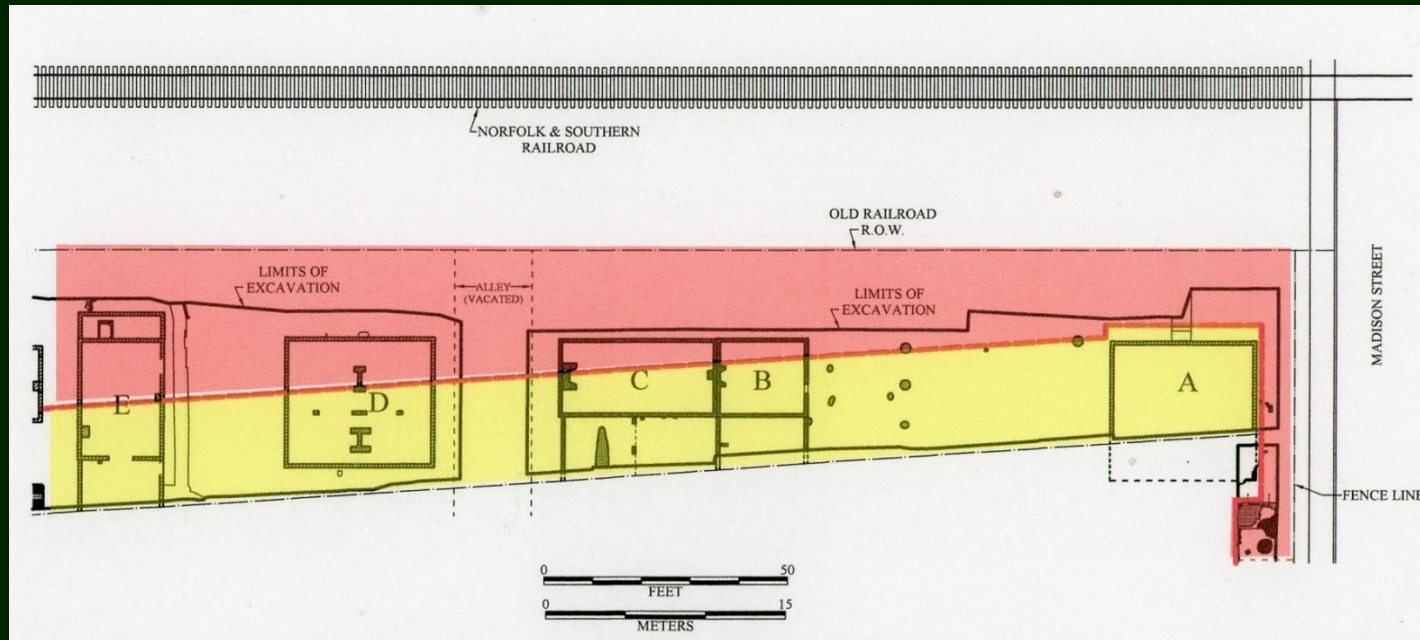 NORFOLK & SOUTHERN
RAILROAD
OLD RAILROAD
R.O.W.
MADISON STREET
LIMITS OF
EXCAVATION
ALLEY
(VACATED)
LIMITS OF
EXCAVATION
E
D
C
B
A
FENCE LINE
0 50
FEET
0 15
METERS